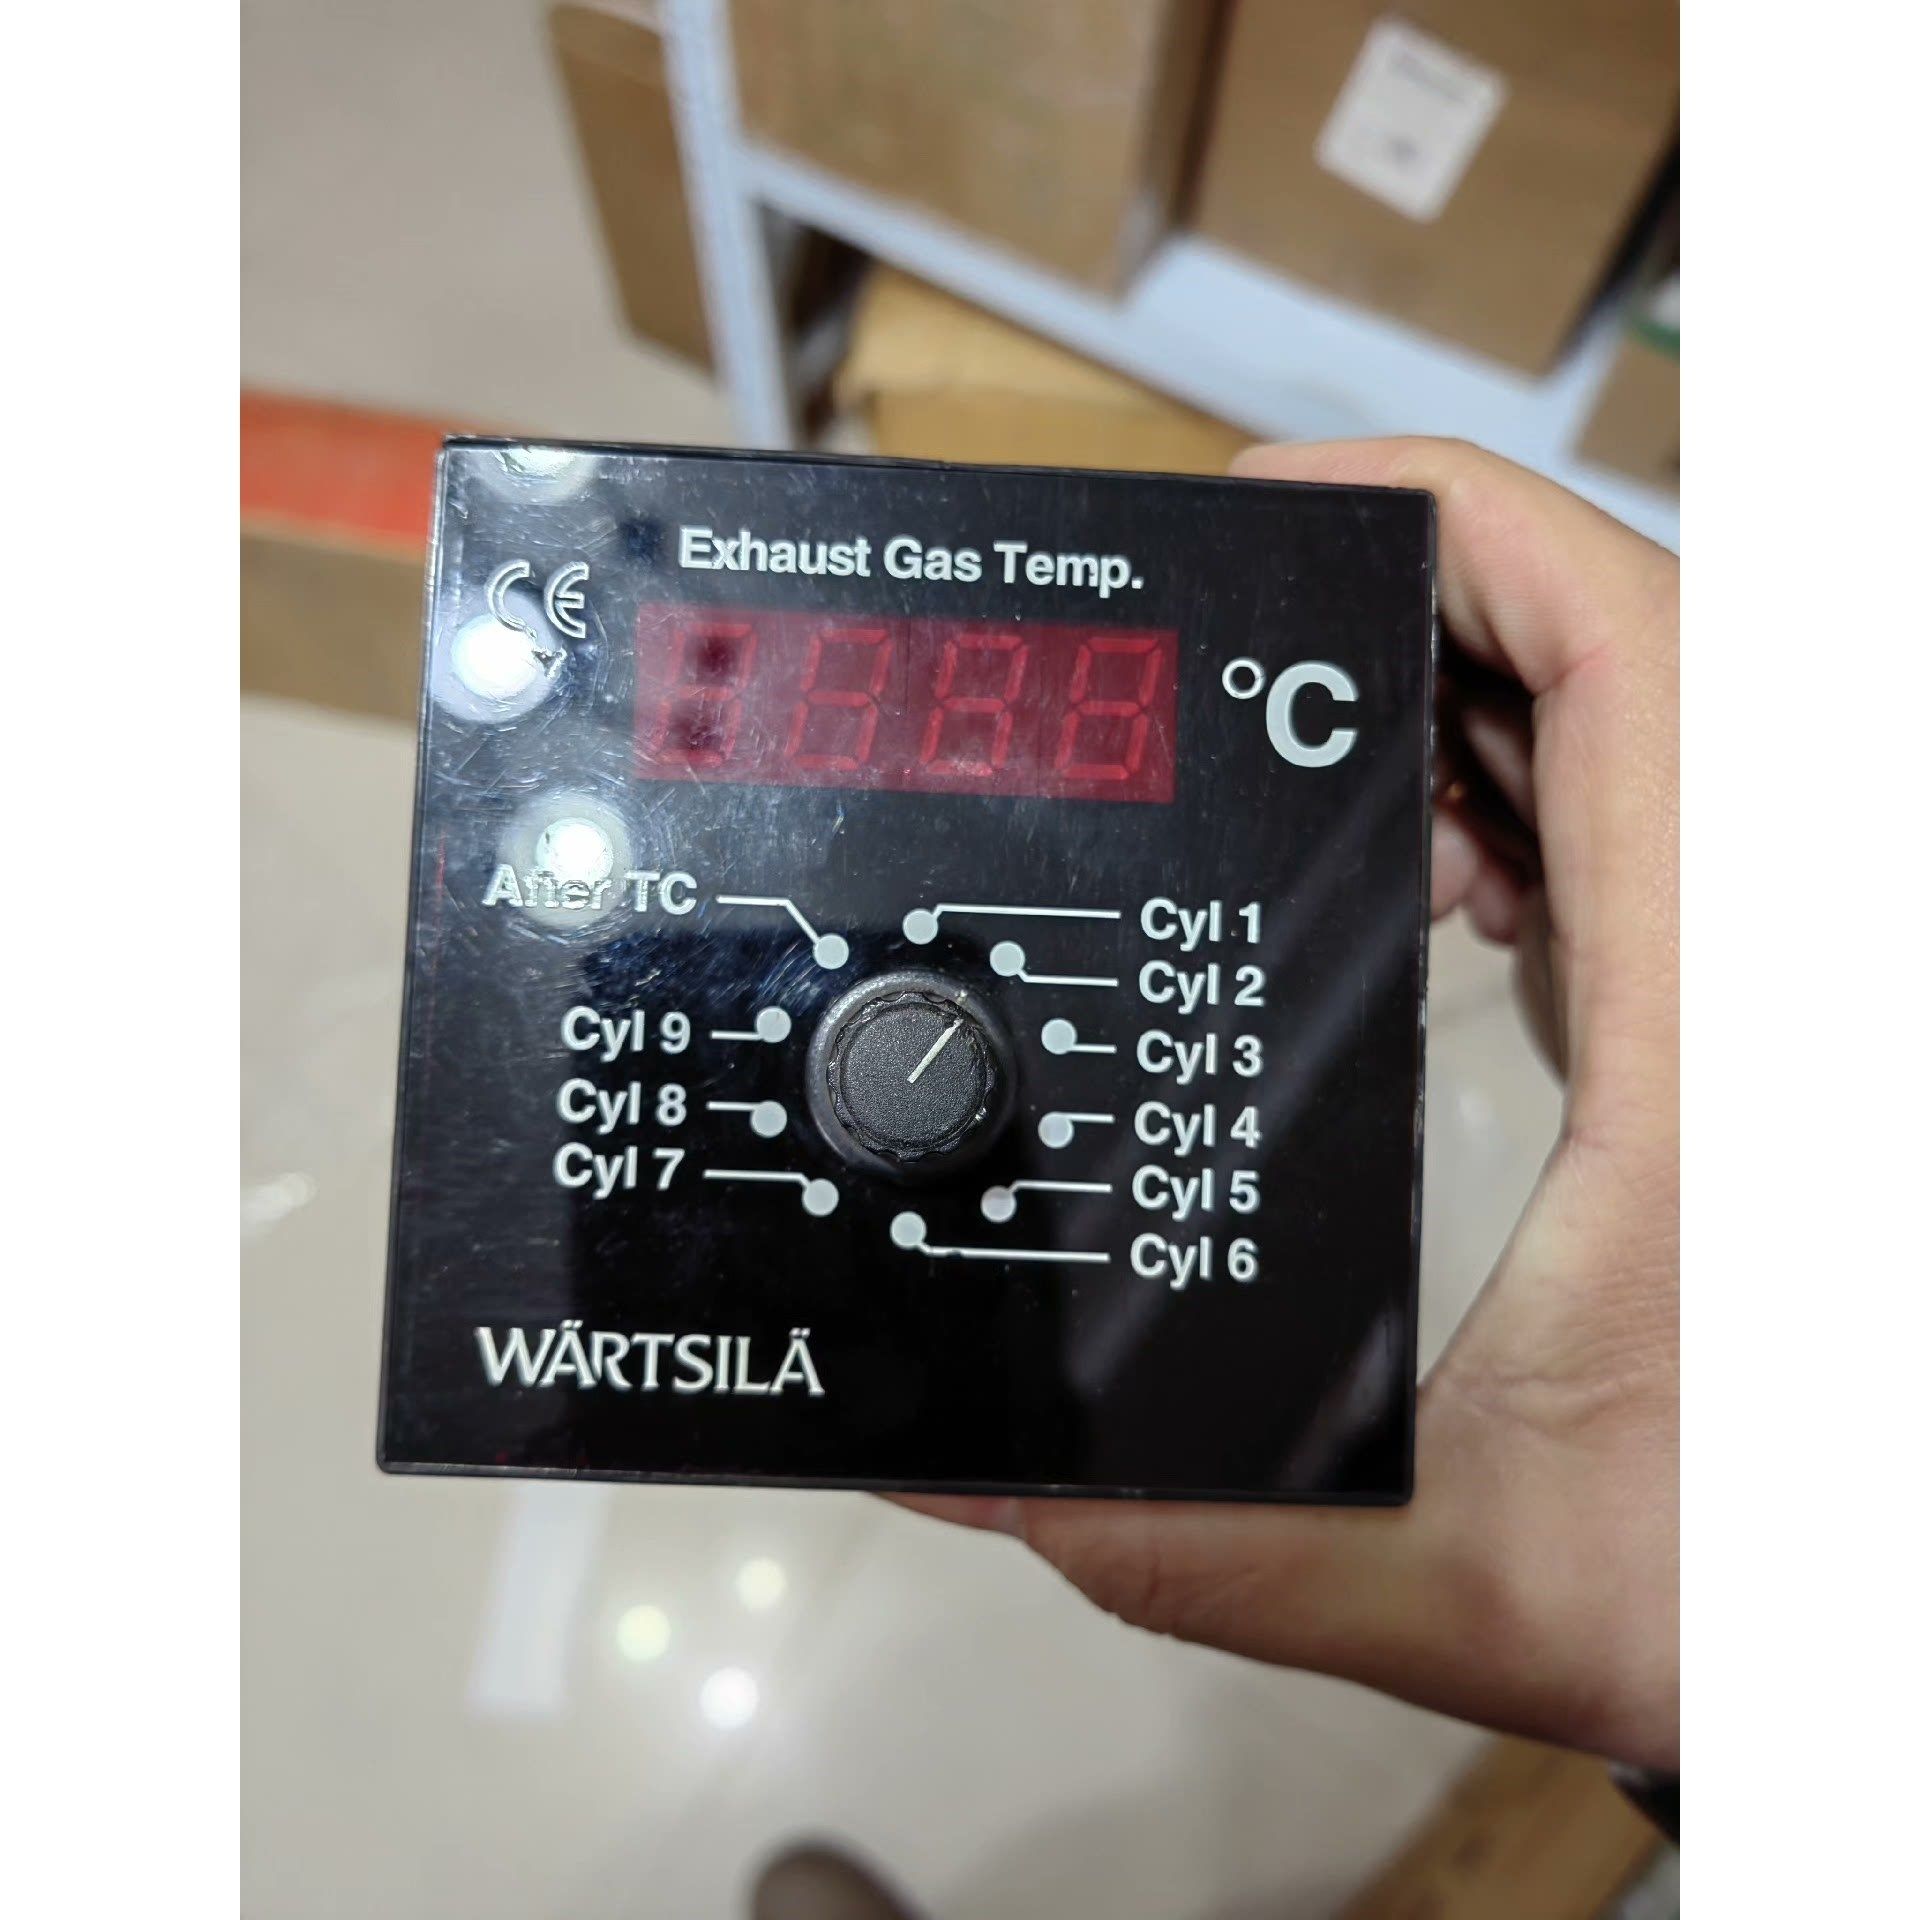 Exhaust Gas Temp.
CE
°C
After TC
Cyl 1
Cyl 2
Cyl 9
Cyl 3
Cyl 8
Cyl 4
Cyl 7
Cyl 5
Cyl 6
WÄRTSILÄ